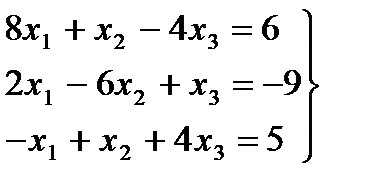 8x₁ + x₂ − 4x₃ = 6
2x₁ − 6x₂ + x₃ = −9
−x₁ + x₂ + 4x₃ = 5